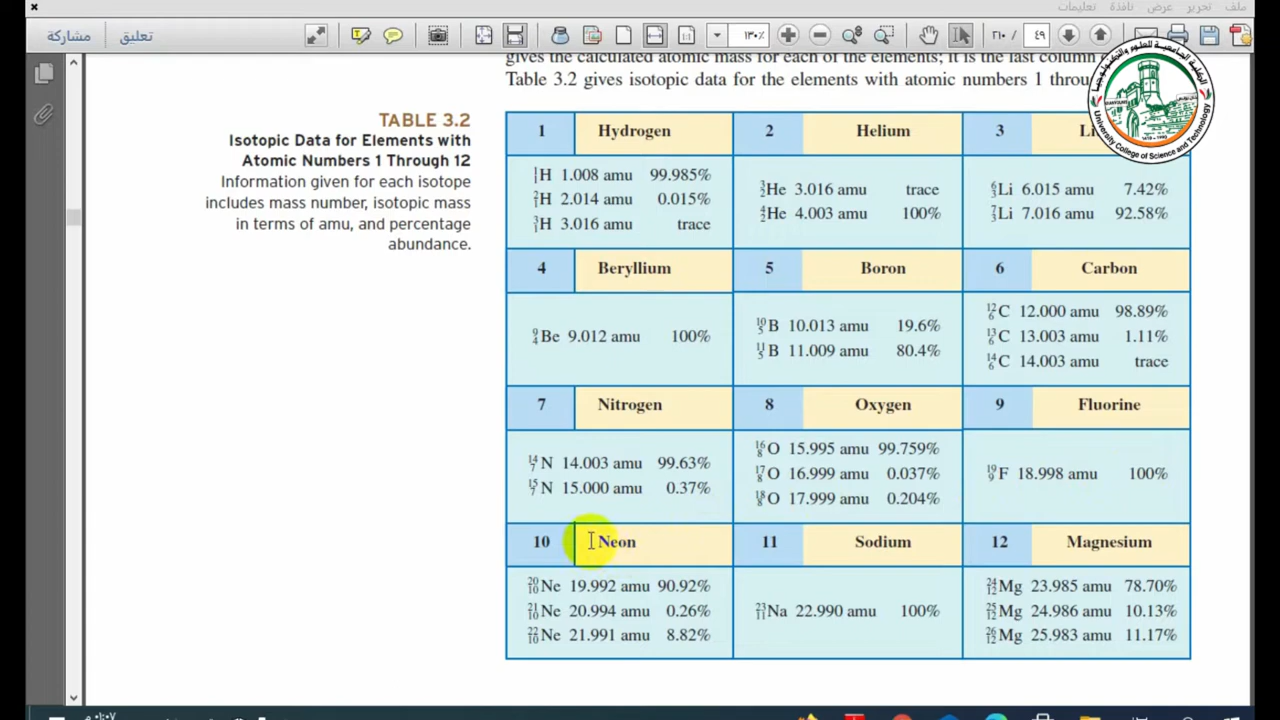 ملف تحرير عرض نافذة تعليمات
مشاركة
تعليق
١٣٠٪
٢١٠ / ٤٩
gives the calculated atomic mass for each of the elements; it is the last column
Table 3.2 gives isotopic data for the elements with atomic numbers 1
University College of Science and Technology
TABLE 3.2
Isotopic Data for Elements with
Atomic Numbers 1 Through 12
Information given for each isotope
includes mass number, isotopic mass
in terms of amu, and percentage
abundance.
1 Hydrogen 2 Helium 3
¹₁H 1.008 amu 99.985%
²₁H 2.014 amu 0.015%
³₁H 3.016 amu trace
³₂He 3.016 amu trace
⁴₂He 4.003 amu 100%
⁶₃Li 6.015 amu 7.42%
⁷₃Li 7.016 amu 92.58%
4 Beryllium 5 Boron 6 Carbon
⁹₄Be 9.012 amu 100%
¹⁰₅B 10.013 amu 19.6%
¹¹₅B 11.009 amu 80.4%
¹²₆C 12.000 amu 98.89%
¹³₆C 13.003 amu 1.11%
¹⁴₆C 14.003 amu trace
7 Nitrogen 8 Oxygen 9 Fluorine
¹⁴₇N 14.003 amu 99.63%
¹⁵₇N 15.000 amu 0.37%
¹⁶₈O 15.995 amu 99.759%
¹⁷₈O 16.999 amu 0.037%
¹⁸₈O 17.999 amu 0.204%
¹⁹₉F 18.998 amu 100%
10 Neon 11 Sodium 12 Magnesium
²⁰₁₀Ne 19.992 amu 90.92%
²¹₁₀Ne 20.994 amu 0.26%
²²₁₀Ne 21.991 amu 8.82%
²³₁₁Na 22.990 amu 100%
²⁴₁₂Mg 23.985 amu 78.70%
²⁵₁₂Mg 24.986 amu 10.13%
²⁶₁₂Mg 25.983 amu 11.17%